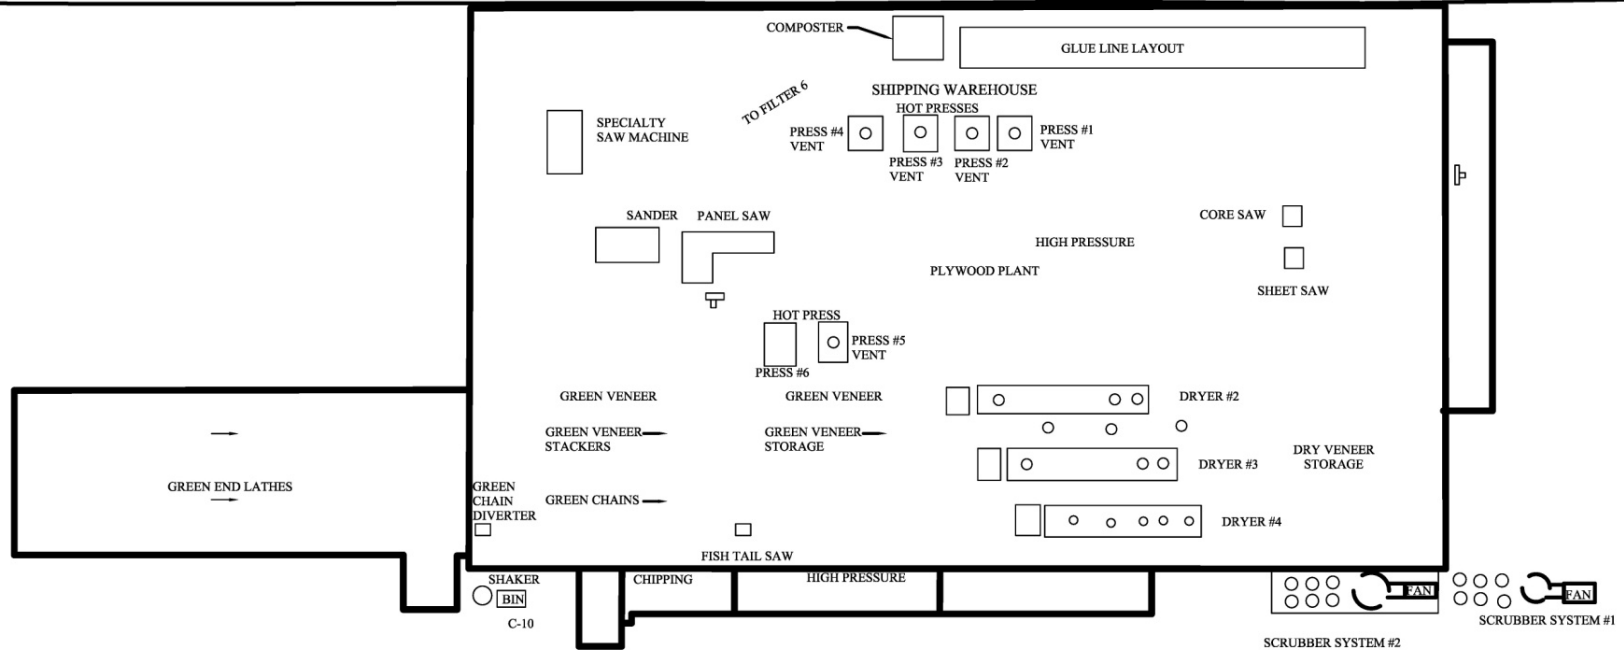 COMPOSTER
GLUE LINE LAYOUT
TO FILTER 6
SHIPPING WAREHOUSE
HOT PRESSES
SPECIALTY
SAW MACHINE
PRESS #4
VENT
PRESS #3
VENT
PRESS #2
VENT
PRESS #1
VENT
SANDER
PANEL SAW
CORE SAW
HIGH PRESSURE
PLYWOOD PLANT
SHEET SAW
HOT PRESS
PRESS #5
VENT
PRESS #6
GREEN VENEER
GREEN VENEER
DRYER #2
GREEN VENEER
STACKERS
GREEN VENEER
STORAGE
DRY VENEER
STORAGE
DRYER #3
GREEN END LATHES
GREEN
CHAIN
DIVERTER
GREEN CHAINS
DRYER #4
FISH TAIL SAW
SHAKER
BIN
C-10
CHIPPING
HIGH PRESSURE
FAN
FAN
SCRUBBER SYSTEM #1
SCRUBBER SYSTEM #2